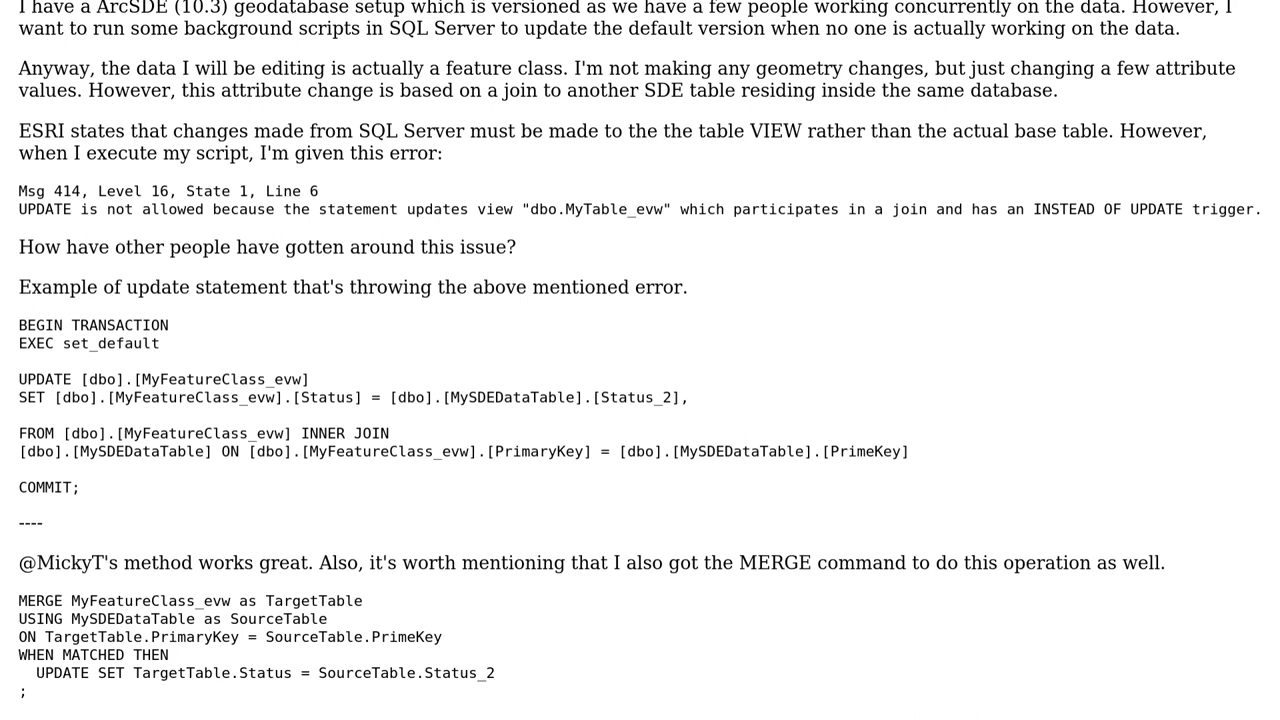 I have a ArcSDE (10.3) geodatabase setup which is versioned as we have a few people working concurrently on the data. However, I
want to run some background scripts in SQL Server to update the default version when no one is actually working on the data.
Anyway, the data I will be editing is actually a feature class. I'm not making any geometry changes, but just changing a few attribute
values. However, this attribute change is based on a join to another SDE table residing inside the same database.
ESRI states that changes made from SQL Server must be made to the the table VIEW rather than the actual base table. However,
when I execute my script, I'm given this error:
Msg 414, Level 16, State 1, Line 6
UPDATE is not allowed because the statement updates view "dbo.MyTable_evw" which participates in a join and has an INSTEAD OF UPDATE trigger.
How have other people have gotten around this issue?
Example of update statement that's throwing the above mentioned error.
BEGIN TRANSACTION
EXEC set_default
UPDATE [dbo].[MyFeatureClass_evw]
SET [dbo].[MyFeatureClass_evw].[Status] = [dbo].[MySDEDataTable].[Status_2],
FROM [dbo].[MyFeatureClass_evw] INNER JOIN
[dbo].[MySDEDataTable] ON [dbo].[MyFeatureClass_evw].[PrimaryKey] = [dbo].[MySDEDataTable].[PrimeKey]
COMMIT;
----
@MickyT's method works great. Also, it's worth mentioning that I also got the MERGE command to do this operation as well.
MERGE MyFeatureClass_evw as TargetTable
USING MySDEDataTable as SourceTable
ON TargetTable.PrimaryKey = SourceTable.PrimeKey
WHEN MATCHED THEN
  UPDATE SET TargetTable.Status = SourceTable.Status_2
;